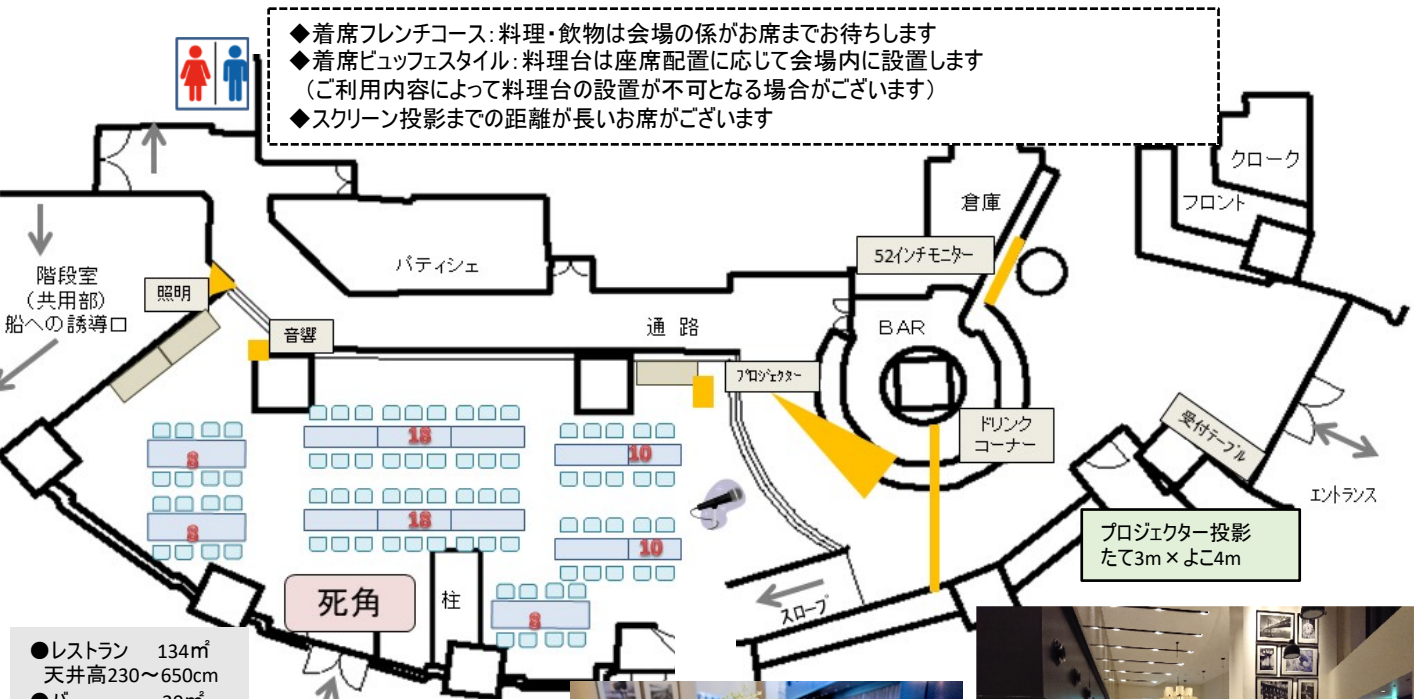 ◆着席フレンチコース：料理・飲物は会場の係がお席までお待ちします
◆着席ビュッフェスタイル：料理台は座席配置に応じて会場内に設置します
（ご利用内容によって料理台の設置が不可となる場合がございます）
◆スクリーン投影までの距離が長いお席がございます
クローク
フロント
倉庫
52インチモニター
パティシェ
階段室
（共用部）
船への誘導口
照明
音響
通路
BAR
プロジェクター
ドリンク
コーナー
受付テーブル
エントランス
18
8
10
18
8
10
8
プロジェクター投影
たて3m×よこ4m
死角
柱
スロープ
●レストラン 134㎡
天井高230～650cm